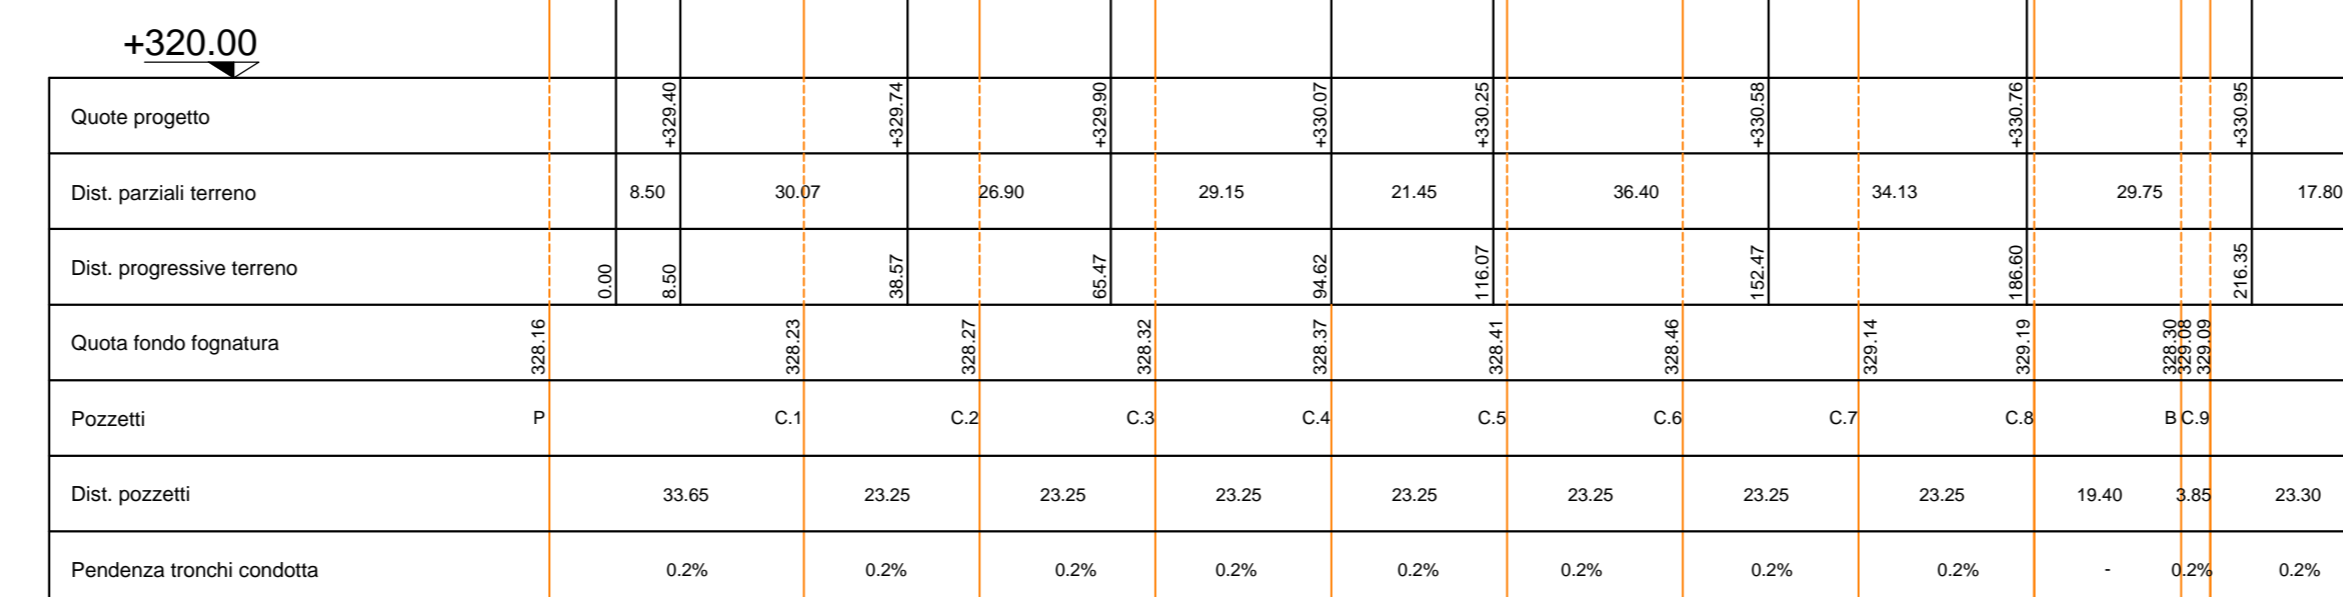 +320.00
Quote progetto +329.40 +329.74 +329.90 +330.07 +330.25 +330.58 +330.76 +330.95
Dist. parziali terreno 8.50 30.07 26.90 29.15 21.45 36.40 34.13 29.75 17.80
Dist. progressive terreno 0.00 8.50 38.57 65.47 94.62 116.07 152.47 186.60 216.35
Quota fondo fognatura 328.16 328.23 328.27 328.32 328.37 328.41 328.46 329.14 329.19 328.30 329.08 329.09
Pozzetti P C.1 C.2 C.3 C.4 C.5 C.6 C.7 C.8 B C.9
Dist. pozzetti 33.65 23.25 23.25 23.25 23.25 23.25 23.25 23.25 19.40 3.85 23.30
Pendenza tronchi condotta 0.2% 0.2% 0.2% 0.2% 0.2% 0.2% 0.2% 0.2% - 0.2% 0.2%